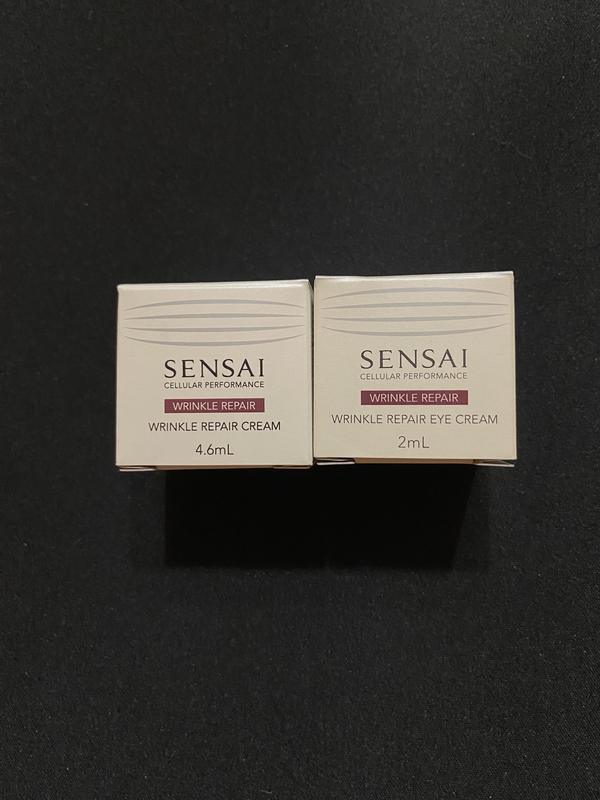 SENSAI
CELLULAR PERFORMANCE
WRINKLE REPAIR
WRINKLE REPAIR CREAM
4.6mL
SENSAI
CELLULAR PERFORMANCE
WRINKLE REPAIR
WRINKLE REPAIR EYE CREAM
2mL